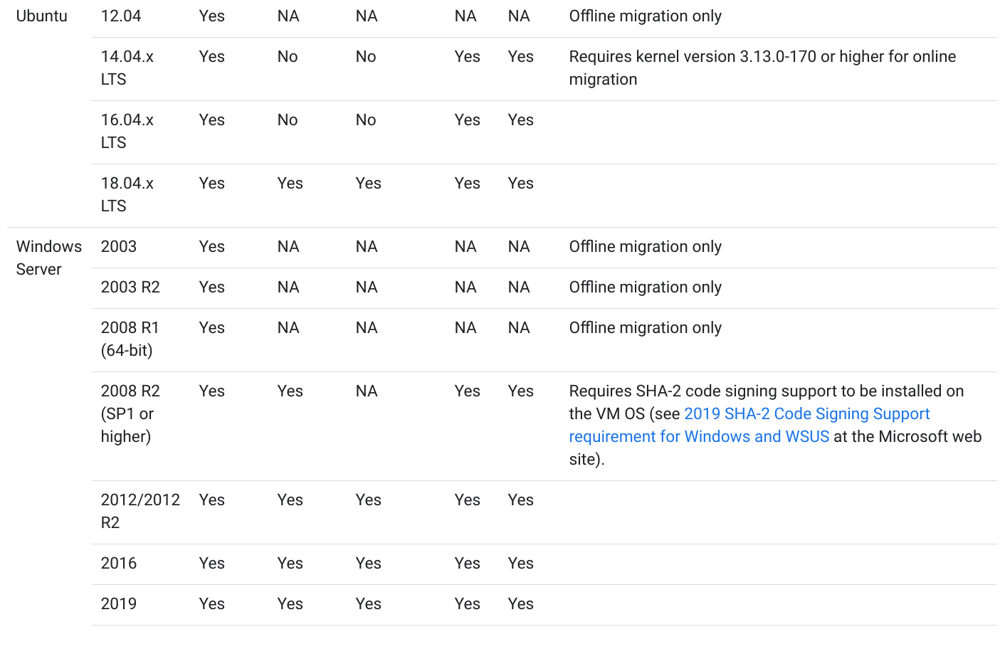 Ubuntu 12.04 Yes NA NA NA NA Offline migration only
14.04.x Yes No No Yes Yes Requires kernel version 3.13.0-170 or higher for online
LTS migration
16.04.x Yes No No Yes Yes
LTS
18.04.x Yes Yes Yes Yes Yes
LTS
Windows 2003 Yes NA NA NA NA Offline migration only
Server
2003 R2 Yes NA NA NA NA Offline migration only
2008 R1 Yes NA NA NA NA Offline migration only
(64-bit)
2008 R2 Yes Yes NA Yes Yes Requires SHA-2 code signing support to be installed on
(SP1 or the VM OS (see 2019 SHA-2 Code Signing Support
higher) requirement for Windows and WSUS at the Microsoft web
site).
2012/2012 Yes Yes Yes Yes Yes
R2
2016 Yes Yes Yes Yes Yes
2019 Yes Yes Yes Yes Yes